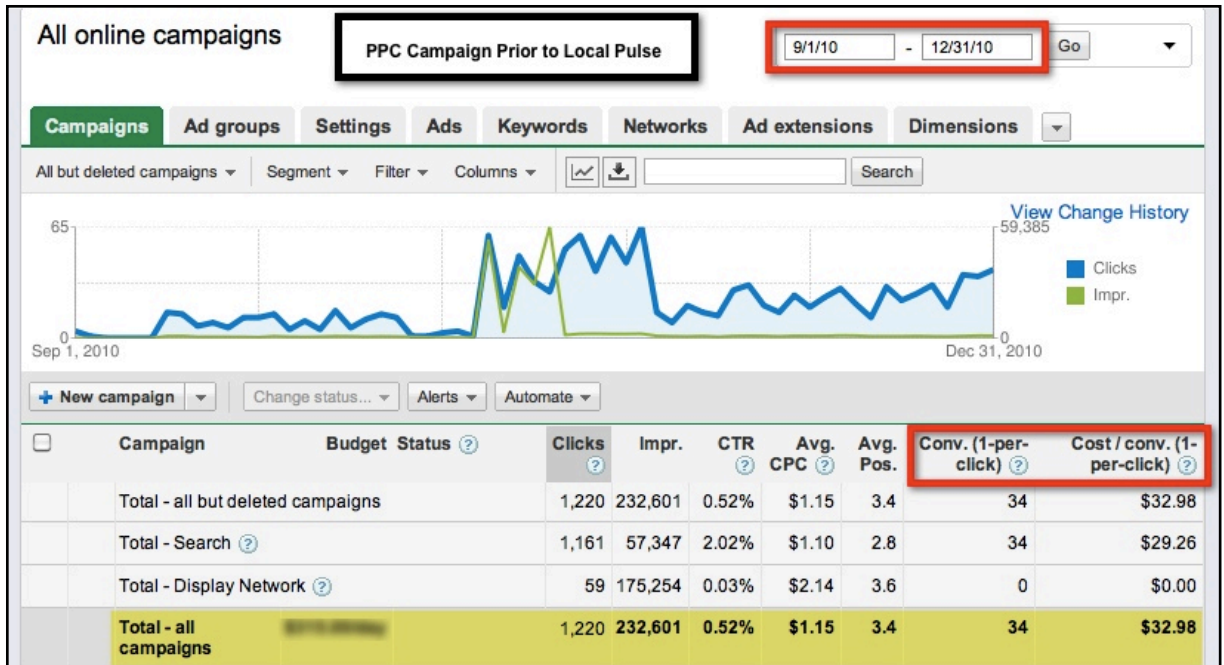 All online campaigns
PPC Campaign Prior to Local Pulse
9/1/10 - 12/31/10 Go
Campaigns Ad groups Settings Ads Keywords Networks Ad extensions Dimensions
All but deleted campaigns Segment Filter Columns Search
View Change History
65 59,385
Clicks
Impr.
0 0
Sep 1, 2010 Dec 31, 2010
+ New campaign Change status... Alerts Automate
Campaign Budget Status ? Clicks ? Impr. CTR ? Avg. CPC ? Avg. Pos. Conv. (1-per-click) ? Cost / conv. (1-per-click) ?
Total - all but deleted campaigns 1,220 232,601 0.52% $1.15 3.4 34 $32.98
Total - Search ? 1,161 57,347 2.02% $1.10 2.8 34 $29.26
Total - Display Network ? 59 175,254 0.03% $2.14 3.6 0 $0.00
Total - all campaigns 1,220 232,601 0.52% $1.15 3.4 34 $32.98